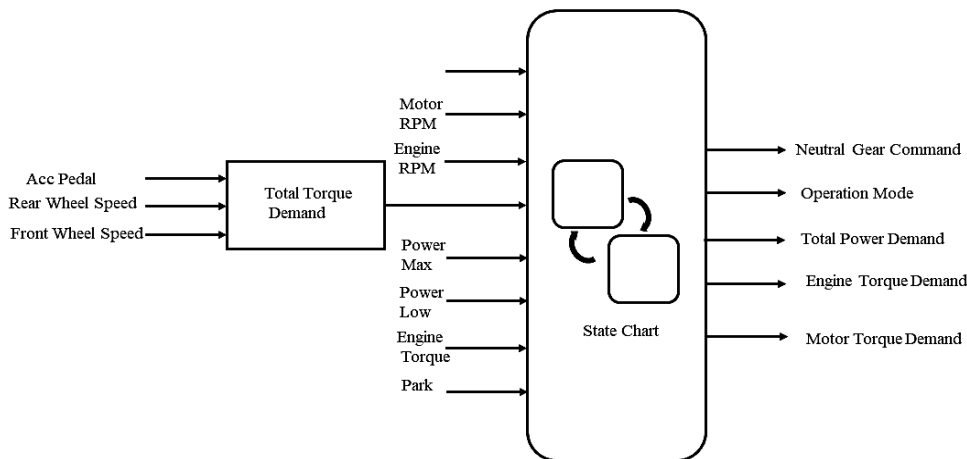 Acc Pedal
Rear Wheel Speed
Front Wheel Speed
Total Torque
Demand
Motor
RPM
Engine
RPM
Power
Max
Power
Low
Engine
Torque
Park
State Chart
Neutral Gear Command
Operation Mode
Total Power Demand
Engine Torque Demand
Motor Torque Demand